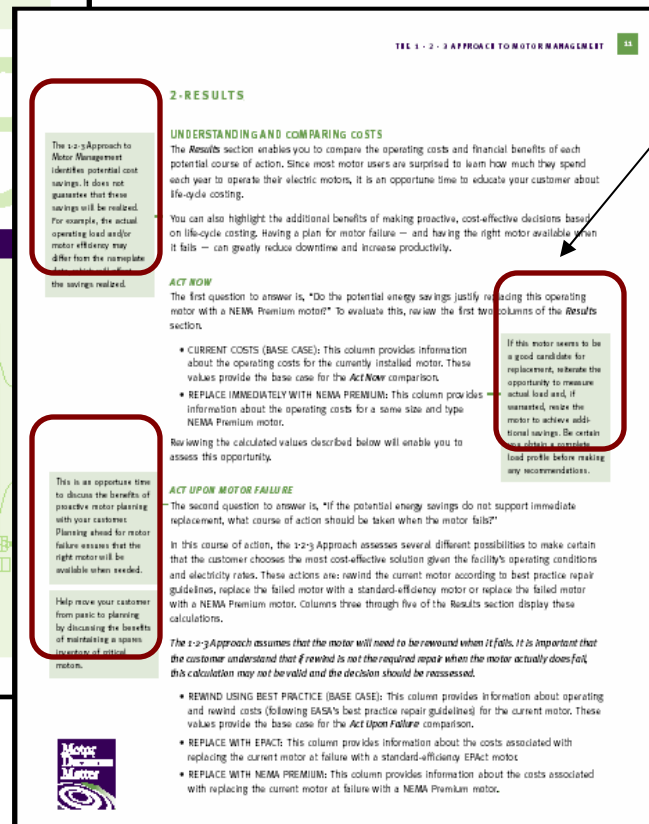 THE 1 - 2 - 3 APPROACH TO MOTOR MANAGEMENT 11
2-RESULTS
UNDERSTANDING AND COMPARING COSTS
The Results section enables you to compare the operating costs and financial benefits of each
potential course of action. Since most motor users are surprised to learn how much they spend
each year to operate their electric motors, it is an opportune time to educate your customer about
life-cycle costing.
The 1-2-3 Approach to
Motor Management
identifies potential cost
savings. It does not
guarantee that these
savings will be realized.
For example, the actual
operating load and/or
motor efficiency may
differ from the nameplate
data, which will affect
the savings realized.
You can also highlight the additional benefits of making proactive, cost-effective decisions based
on life-cycle costing. Having a plan for motor failure — and having the right motor available when
it fails — can greatly reduce downtime and increase productivity.
ACT NOW
The first question to answer is, "Do the potential energy savings justify replacing this operating
motor with a NEMA Premium motor?" To evaluate this, review the first two columns of the Results
section.
• CURRENT COSTS (BASE CASE): This column provides information
about the operating costs for the currently installed motor. These
values provide the base case for the Act Now comparison.
• REPLACE IMMEDIATELY WITH NEMA PREMIUM: This column provides
information about the operating costs for a same size and type
NEMA Premium motor.
Reviewing the calculated values described below will enable you to
assess this opportunity.
If this motor seems to be
a good candidate for
replacement, reiterate the
opportunity to measure
actual load and, if
warranted, resize the
motor to achieve addi-
tional savings. Be certain
you obtain a complete
load profile before making
any recommendations.
ACT UPON MOTOR FAILURE
The second question to answer is, "If the potential energy savings do not support immediate
replacement, what course of action should be taken when the motor fails?"
This is an opportune time
to discuss the benefits of
proactive motor planning
with your customer.
Planning ahead for motor
failure ensures that the
right motor will be
available when needed.
Help move your customer
from panic to planning
by discussing the benefits
of maintaining a spares
inventory of critical
motors.
In this course of action, the 1-2-3 Approach assesses several different possibilities to make certain
that the customer chooses the most cost-effective solution given the facility's operating conditions
and electricity rates. These actions are: rewind the current motor according to best practice repair
guidelines, replace the failed motor with a standard-efficiency motor or replace the failed motor
with a NEMA Premium motor. Columns three through five of the Results section display these
calculations.
The 1-2-3 Approach assumes that the motor will need to be rewound when it fails. It is important that
the customer understand that if rewind is not the required repair when the motor actually does fail,
this calculation may not be valid and the decision should be reassessed.
• REWIND USING BEST PRACTICE (BASE CASE): This column provides information about operating
and rewind costs (following EASA's best practice repair guidelines) for the current motor. These
values provide the base case for the Act Upon Failure comparison.
• REPLACE WITH EPACT: This column provides information about the costs associated with
replacing the current motor at failure with a standard-efficiency EPAct motor.
• REPLACE WITH NEMA PREMIUM: This column provides information about the costs associated
with replacing the current motor at failure with a NEMA Premium motor.
Motor
Decisions
Matter